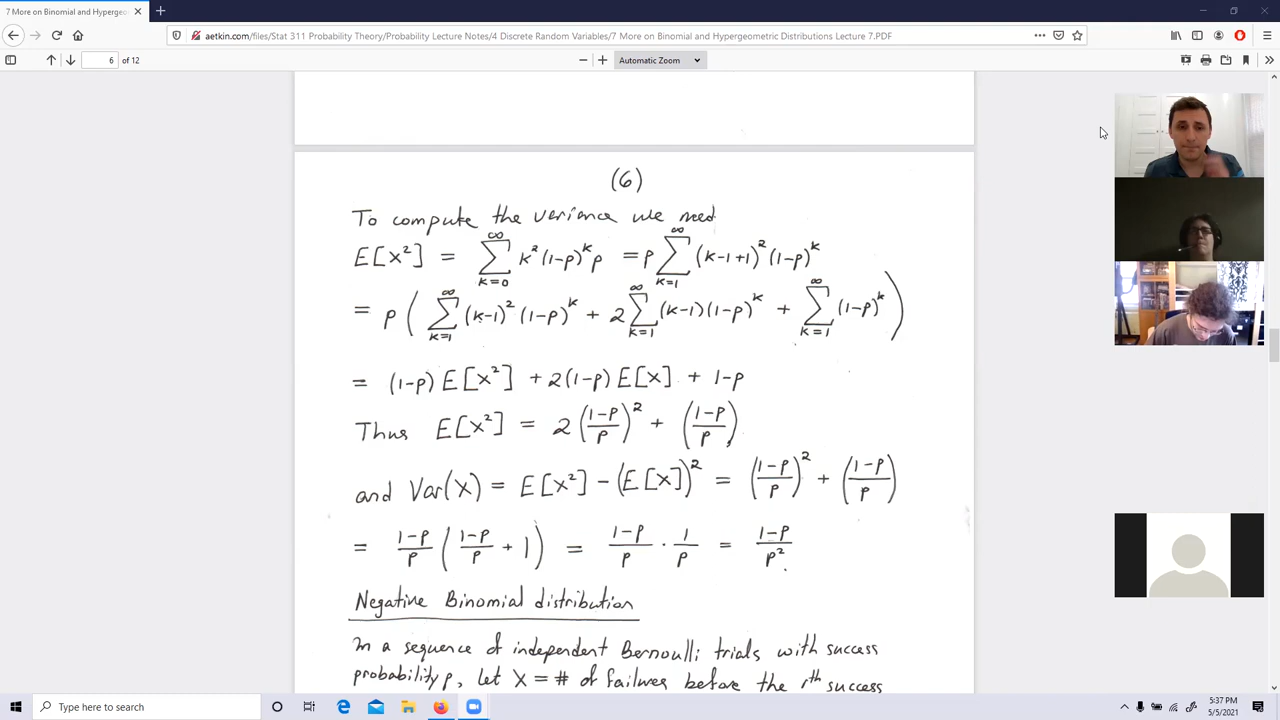 7 More on Binomial and Hypergeo
aetkin.com/files/Stat 311 Probability Theory/Probability Lecture Notes/4 Discrete Random Variables/7 More on Binomial and Hypergeometric Distributions Lecture 7.PDF
6 of 12 Automatic Zoom
(6)
To compute the variance we need
E[x²] = ∑_{k=0}^{∞} k²(1-p)^k p = p ∑_{k=1}^{∞} (k-1+1)² (1-p)^k
= p ( ∑_{k=1}^{∞} (k-1)² (1-p)^k + 2 ∑_{k=1}^{∞} (k-1)(1-p)^k + ∑_{k=1}^{∞} (1-p)^k )
= (1-p) E[x²] + 2(1-p) E[x] + 1-p
Thus E[x²] = 2 ((1-p)/p)² + ((1-p)/p),
and Var(X) = E[x²] - (E[x])² = ((1-p)/p)² + ((1-p)/p)
= (1-p)/p ((1-p)/p + 1) = (1-p)/p · 1/p = (1-p)/p².
Negative Binomial distribution
In a sequence of independent Bernoulli trials with success
probability p, let X = # of failures before the rth success
Type here to search
5:37 PM
5/5/2021